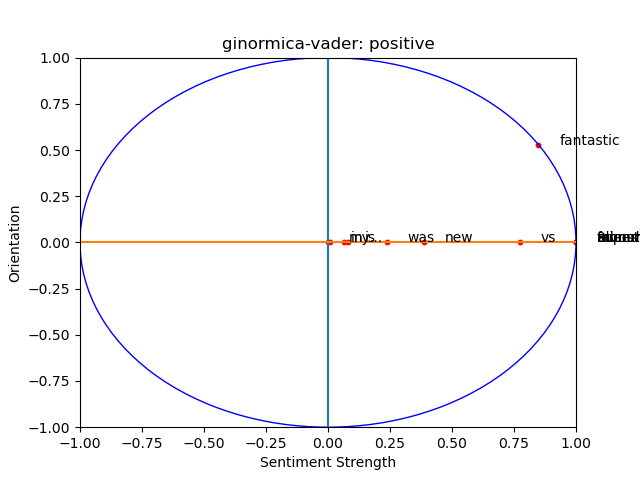 ginormica-vader: positive
1.00
0.75
0.50
0.25
0.00
−0.25
−0.50
−0.75
−1.00
Orientation
fantastic
was
new
vs
−1.00
−0.75
−0.50
−0.25
0.00
0.25
0.50
0.75
1.00
Sentiment Strength